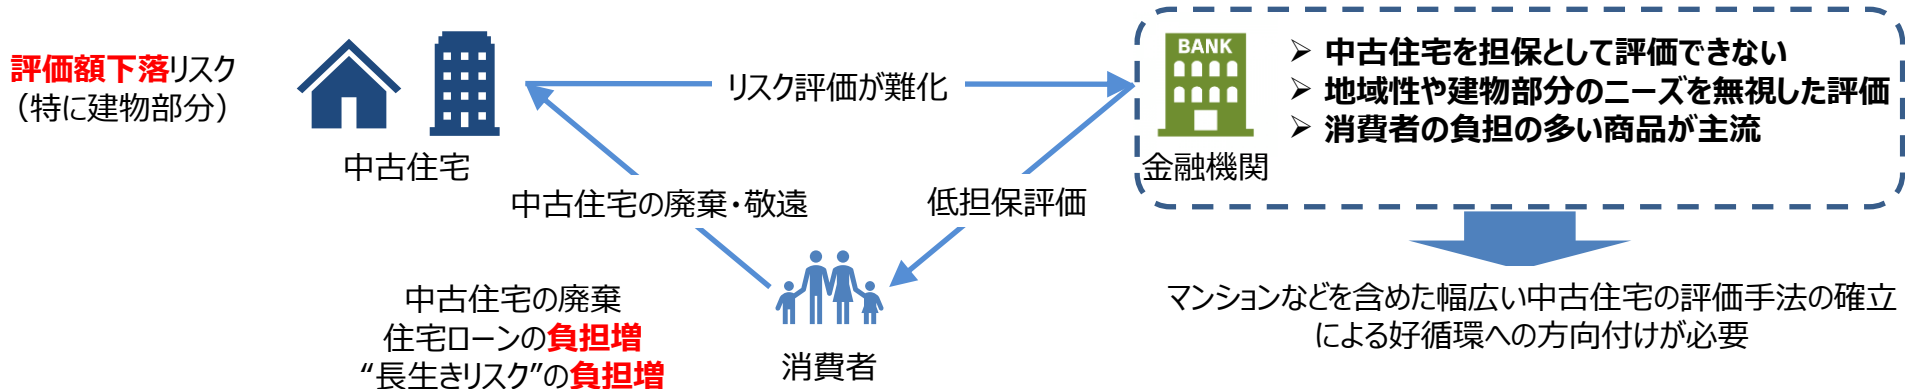 評価額下落リスク
（特に建物部分）
中古住宅
リスク評価が難化
BANK
金融機関
➢ 中古住宅を担保として評価できない
➢ 地域性や建物部分のニーズを無視した評価
➢ 消費者の負担の多い商品が主流
中古住宅の廃棄・敬遠
低担保評価
中古住宅の廃棄
住宅ローンの負担増
“長生きリスク”の負担増
消費者
マンションなどを含めた幅広い中古住宅の評価手法の確立
による好循環への方向付けが必要